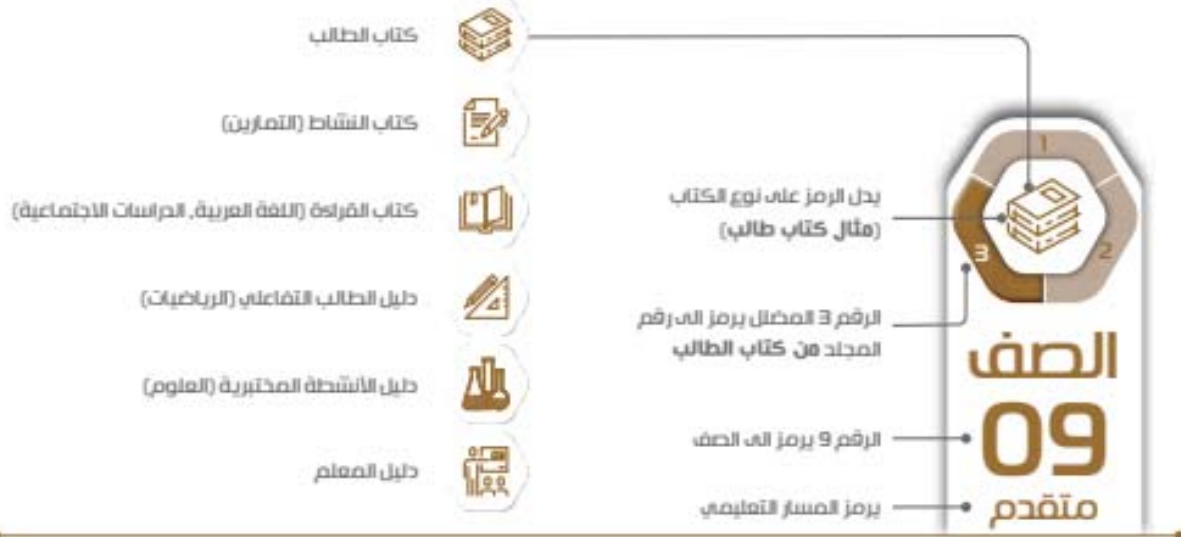 1
2
3
الصف
09
متقدم
يدل الرمز على نوع الكتاب
(مثال كتاب طالب)
الرقم 3 المضلل يرمز الى رقم
المجلد من كتاب الطالب
الرقم 9 يرمز الى الصف
يرمز المسار التعليمي
كتاب الطالب
كتاب النشاط (التمارين)
كتاب القراءة (اللغة العربية, الدراسات الاجتماعية)
دليل الطالب التفاعلي (الرياضيات)
دليل الأنشطة المختبرية (العلوم)
دليل المعلم